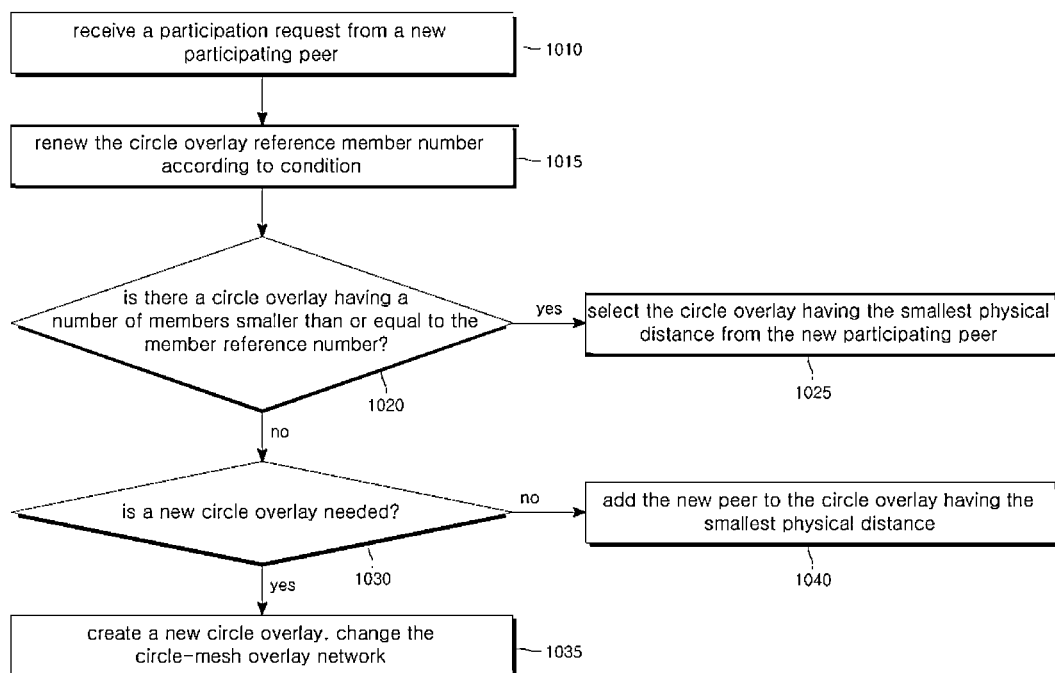 receive a participation request from a new
participating peer
1010
renew the circle overlay reference member number
according to condition
1015
is there a circle overlay having a
number of members smaller than or equal to the
member reference number?
1020
yes
select the circle overlay having the smallest physical
distance from the new participating peer
1025
no
is a new circle overlay needed?
1030
no
add the new peer to the circle overlay having the
smallest physical distance
1040
yes
create a new circle overlay, change the
circle-mesh overlay network
1035